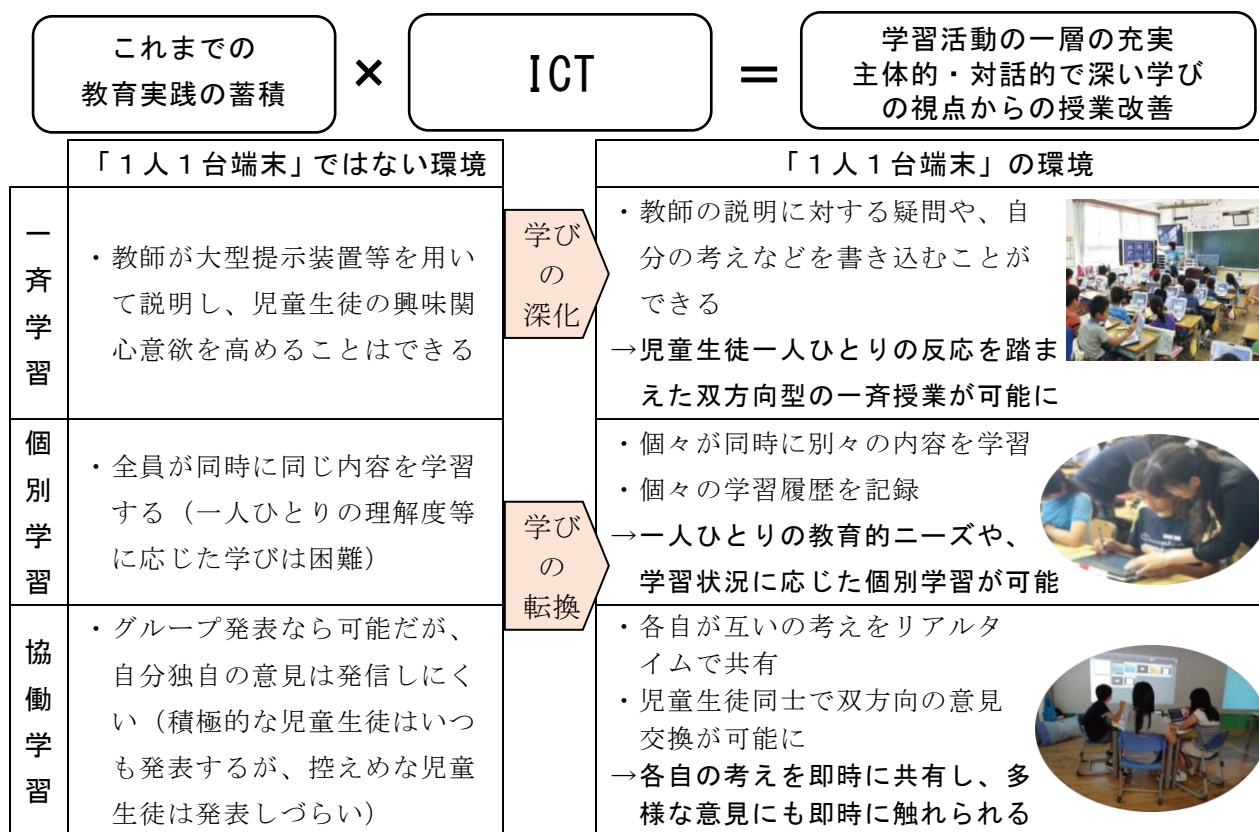 これまでの
教育実践の蓄積
×
ICT
＝
学習活動の一層の充実
主体的・対話的で深い学び
の視点からの授業改善
「１人１台端末」ではない環境
「１人１台端末」の環境
一斉学習
・教師が大型提示装置等を用い
て説明し、児童生徒の興味関
心意欲を高めることはできる
学び
の
深化
・教師の説明に対する疑問や、自
分の考えなどを書き込むことが
できる
→児童生徒一人ひとりの反応を踏ま
えた双方向型の一斉授業が可能に
個別学習
・全員が同時に同じ内容を学習
する（一人ひとりの理解度等
に応じた学びは困難）
学び
の
転換
・個々が同時に別々の内容を学習
・個々の学習履歴を記録
→一人ひとりの教育的ニーズや、
学習状況に応じた個別学習が可能
協働学習
・グループ発表なら可能だが、
自分独自の意見は発信しにく
い（積極的な児童生徒はいつ
も発表するが、控えめな児童
生徒は発表しづらい）
・各自が互いの考えをリアルタ
イムで共有
・児童生徒同士で双方向の意見
交換が可能に
→各自の考えを即時に共有し、多
様な意見にも即時に触れられる